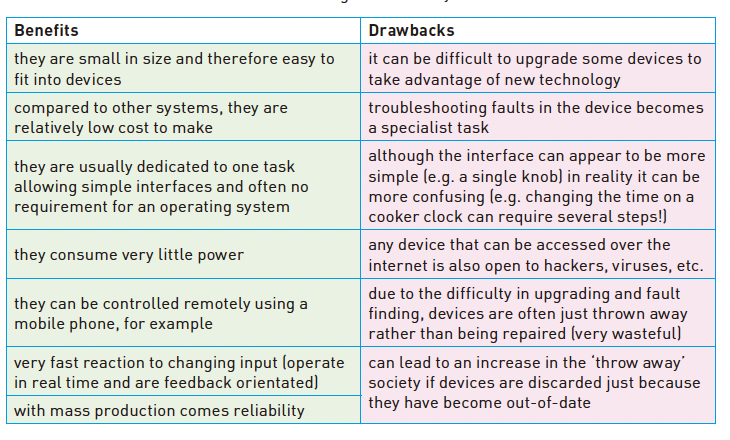 Benefits
Drawbacks
they are small in size and therefore easy to
fit into devices
it can be difficult to upgrade some devices to
take advantage of new technology
compared to other systems, they are
relatively low cost to make
troubleshooting faults in the device becomes
a specialist task
they are usually dedicated to one task
allowing simple interfaces and often no
requirement for an operating system
although the interface can appear to be more
simple (e.g. a single knob) in reality it can be
more confusing (e.g. changing the time on a
cooker clock can require several steps!)
they consume very little power
any device that can be accessed over the
internet is also open to hackers, viruses, etc.
they can be controlled remotely using a
mobile phone, for example
due to the difficulty in upgrading and fault
finding, devices are often just thrown away
rather than being repaired (very wasteful)
very fast reaction to changing input (operate
in real time and are feedback orientated)
can lead to an increase in the ‘throw away’
society if devices are discarded just because
they have become out-of-date
with mass production comes reliability